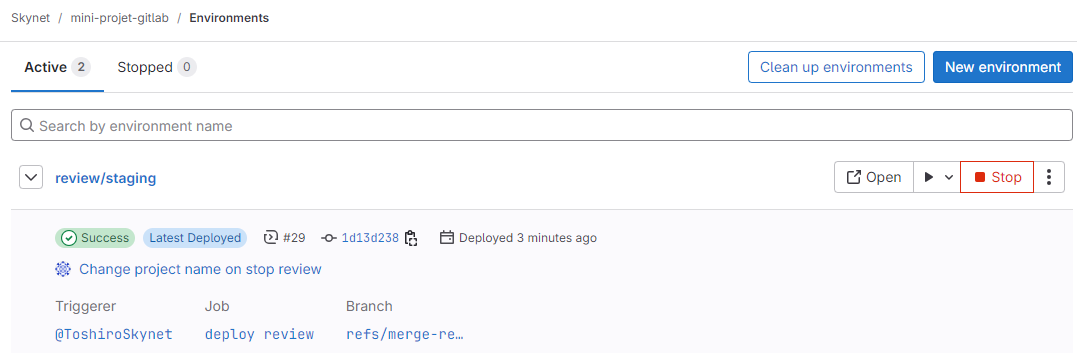 Skynet / mini-projet-gitlab / Environments
Active 2 Stopped 0 Clean up environments New environment
Search by environment name
review/staging Open Stop
Success Latest Deployed #29 1d13d238 Deployed 3 minutes ago
Change project name on stop review
Triggerer Job Branch
@ToshiroSkynet deploy review refs/merge-re…